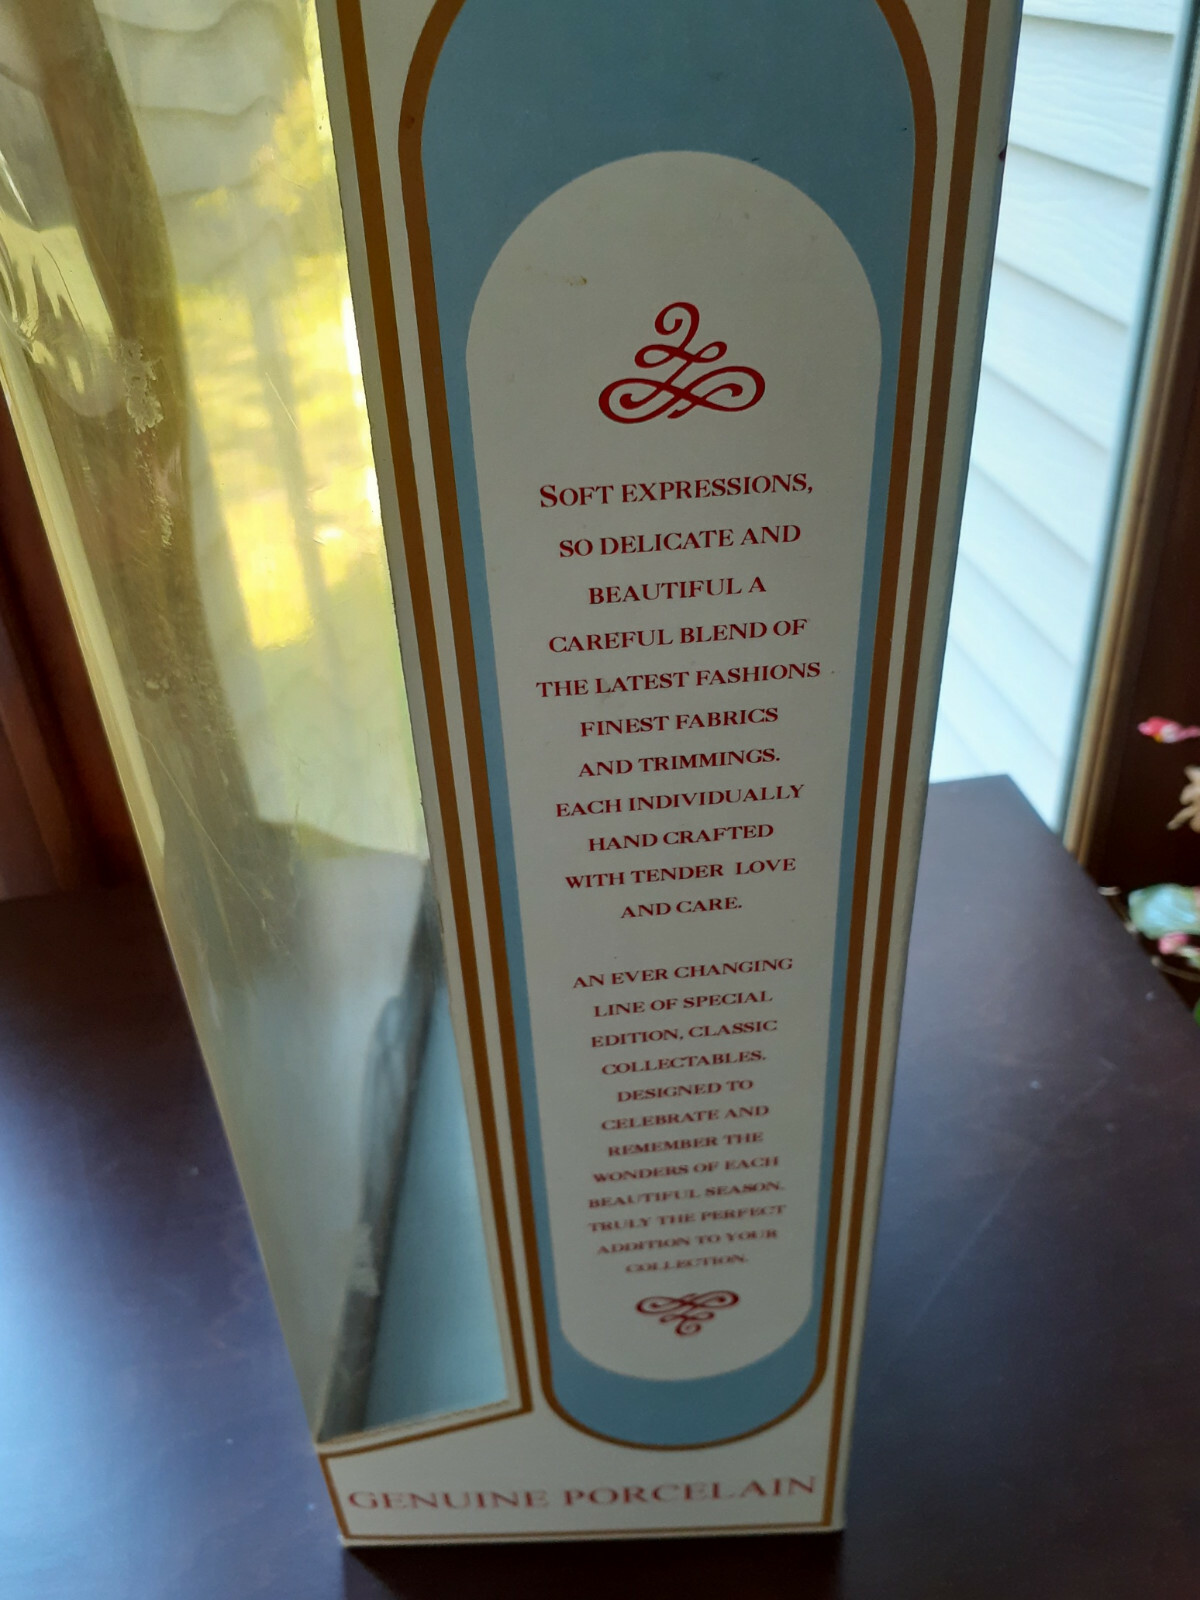 SOFT EXPRESSIONS,
SO DELICATE AND
BEAUTIFUL A
CAREFUL BLEND OF
THE LATEST FASHIONS
FINEST FABRICS
AND TRIMMINGS.
EACH INDIVIDUALLY
HAND CRAFTED
WITH TENDER LOVE
AND CARE.
AN EVER CHANGING
LINE OF SPECIAL
EDITION, CLASSIC
COLLECTABLES.
DESIGNED TO
CELEBRATE AND
REMEMBER THE
WONDERS OF EACH
BEAUTIFUL SEASON.
TRULY THE PERFECT
ADDITION TO YOUR
COLLECTION.
GENUINE PORCELAIN